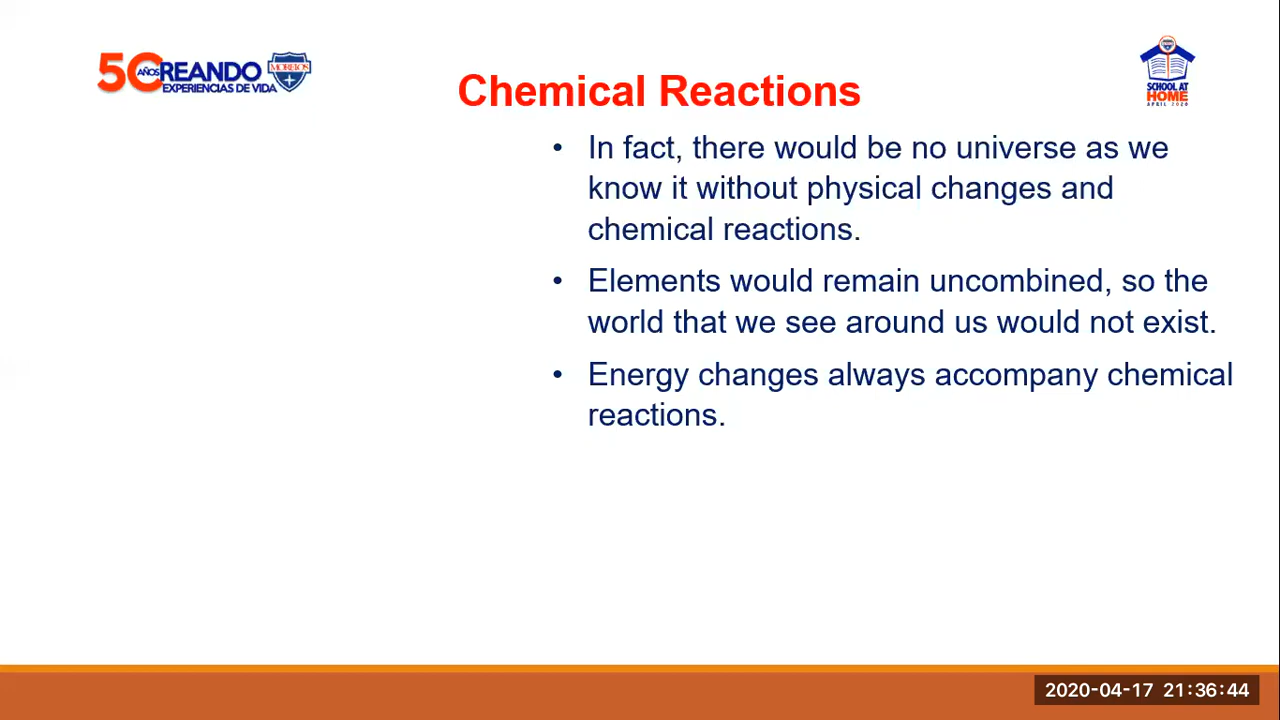 50 AÑOS CREANDO
EXPERIENCIAS DE VIDA
MORELOS
SCHOOL AT
HOME
APRIL 2020
Chemical Reactions
• In fact, there would be no universe as we
know it without physical changes and
chemical reactions.
• Elements would remain uncombined, so the
world that we see around us would not exist.
• Energy changes always accompany chemical
reactions.
2020-04-17 21:36:44